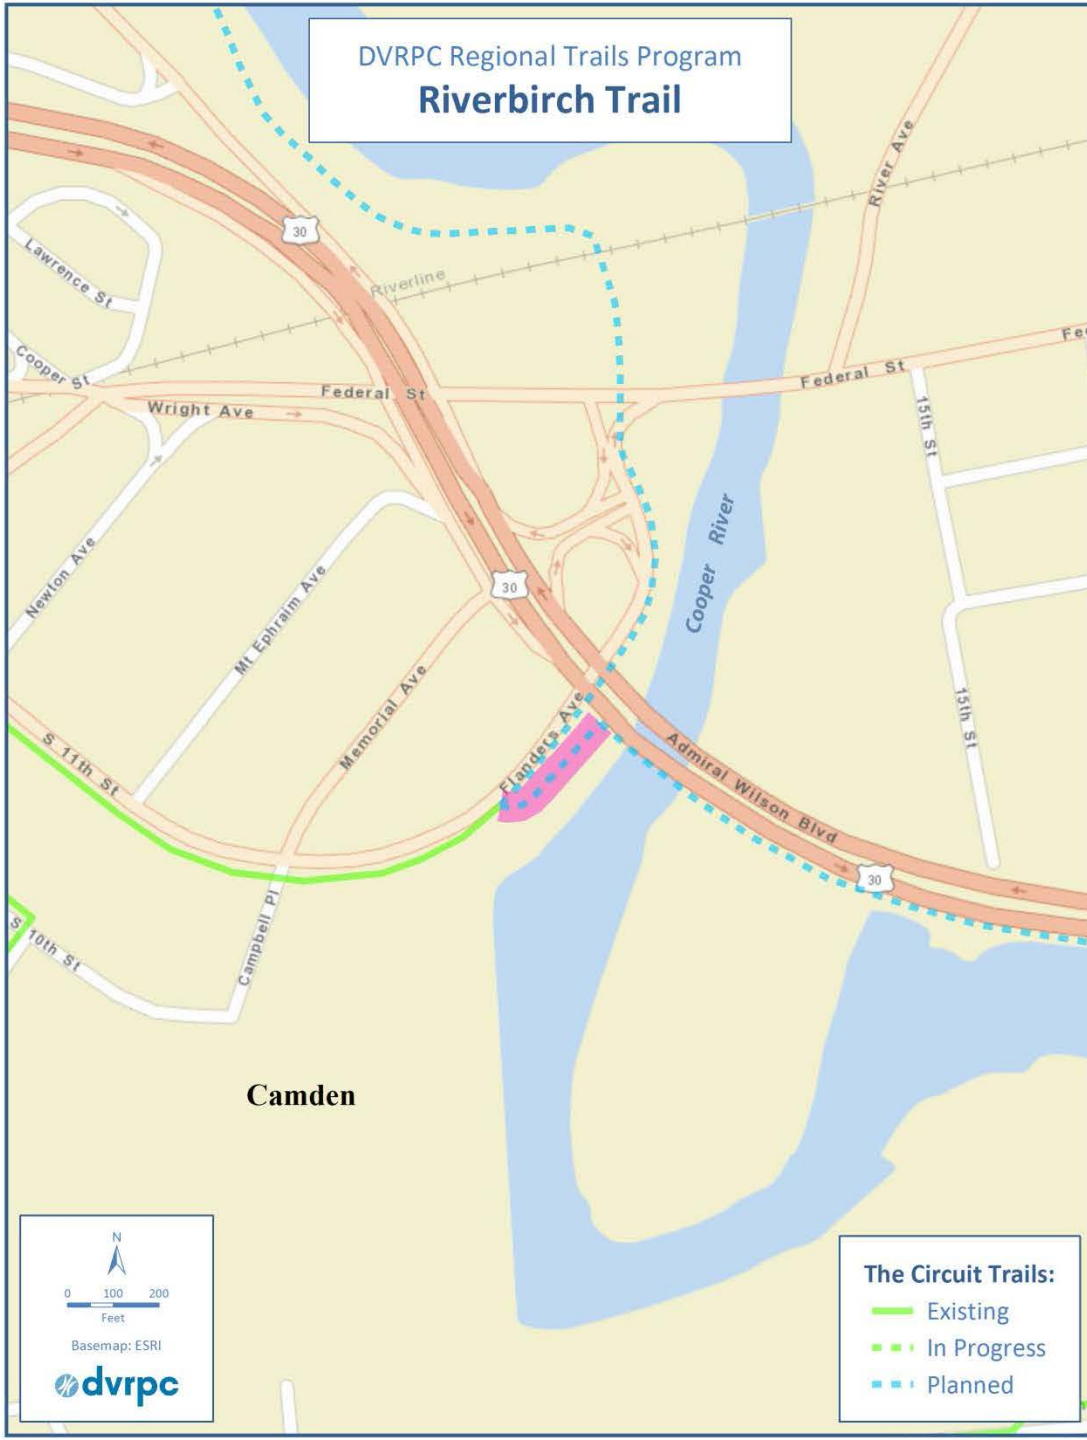 DVRPC Regional Trails Program
Riverbirch Trail
River Ave
30
Lawrence St
Riverline
Cooper St
Federal St
Federal St
Wright Ave
15th St
Cooper River
Newton Ave
30
Mt Ephraim Ave
Memorial Ave
Flanders Ave
15th St
S 11th St
Admiral Wilson Blvd
30
Campbell Pl
S 10th St
Camden
N
0 100 200
Feet
Basemap: ESRI
dvrpc
The Circuit Trails:
Existing
In Progress
Planned